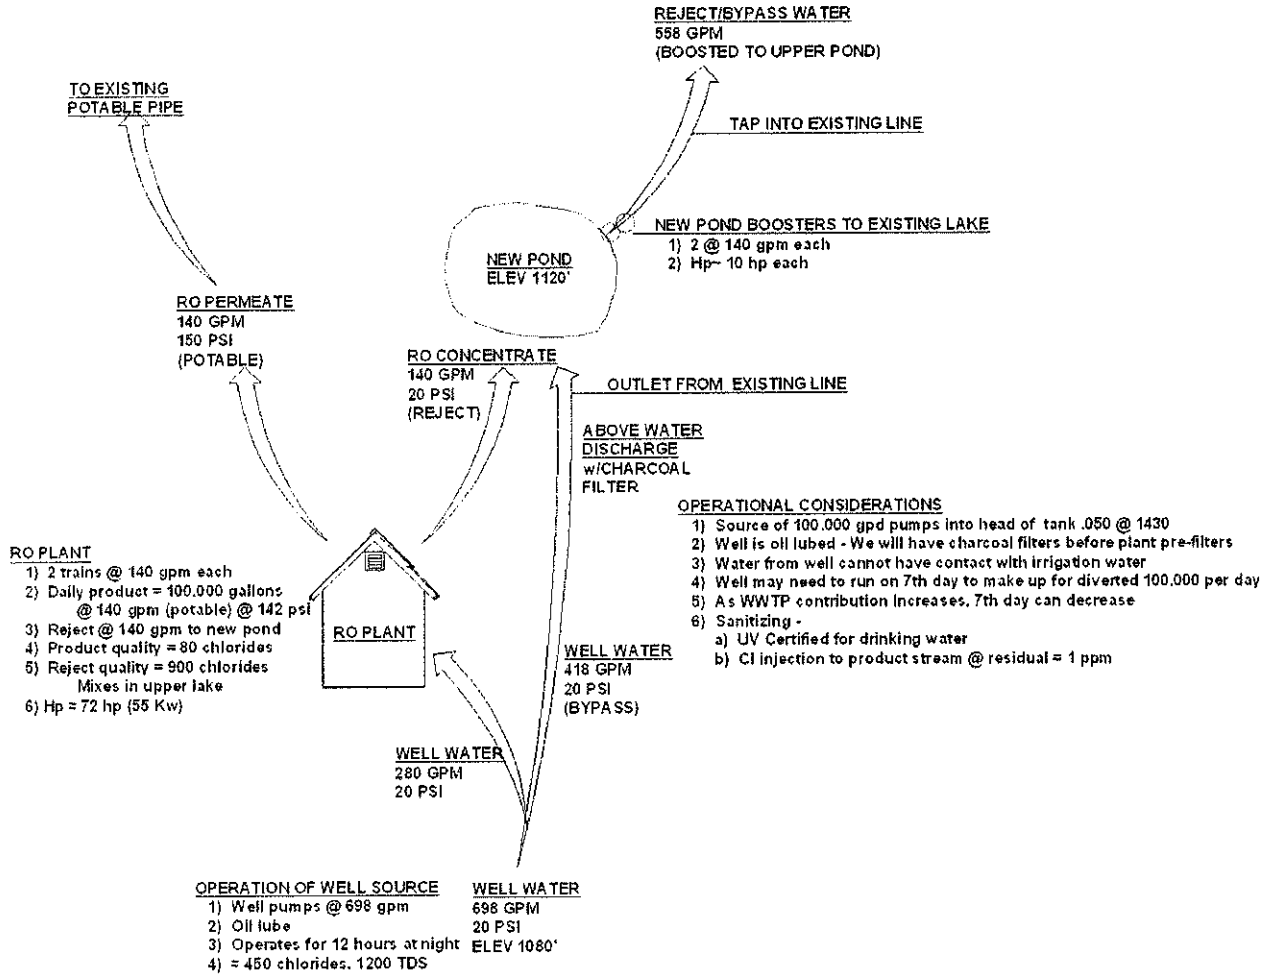 REJECT/BYPASS WATER
558 GPM
(BOOSTED TO UPPER POND)
TO EXISTING
POTABLE PIPE
TAP INTO EXISTING LINE
NEW POND BOOSTERS TO EXISTING LAKE
1) 2 @ 140 gpm each
2) Hp~ 10 hp each
NEW POND
ELEV 1120'
RO PERMEATE
140 GPM
150 PSI
(POTABLE)
RO CONCENTRATE
140 GPM
20 PSI
(REJECT)
OUTLET FROM EXISTING LINE
ABOVE WATER
DISCHARGE
w/CHARCOAL
FILTER
OPERATIONAL CONSIDERATIONS
1) Source of 100.000 gpd pumps into head of tank .050 @ 1430
2) Well is oil lubed - We will have charcoal filters before plant pre-filters
3) Water from well cannot have contact with irrigation water
4) Well may need to run on 7th day to make up for diverted 100.000 per day
5) As WWTP contribution increases. 7th day can decrease
6) Sanitizing -
a) UV Certified for drinking water
b) Cl injection to product stream @ residual = 1 ppm
RO PLANT
1) 2 trains @ 140 gpm each
2) Daily product = 100.000 gallons
@ 140 gpm (potable) @ 142 psi
3) Reject @ 140 gpm to new pond
4) Product quality = 80 chlorides
5) Reject quality = 900 chlorides
Mixes in upper lake
6) Hp = 72 hp (55 Kw)
RO PLANT
WELL WATER
418 GPM
20 PSI
(BYPASS)
WELL WATER
280 GPM
20 PSI
OPERATION OF WELL SOURCE
1) Well pumps @ 698 gpm
2) Oil lube
3) Operates for 12 hours at night
4) = 450 chlorides. 1200 TDS
WELL WATER
698 GPM
20 PSI
ELEV 1080'